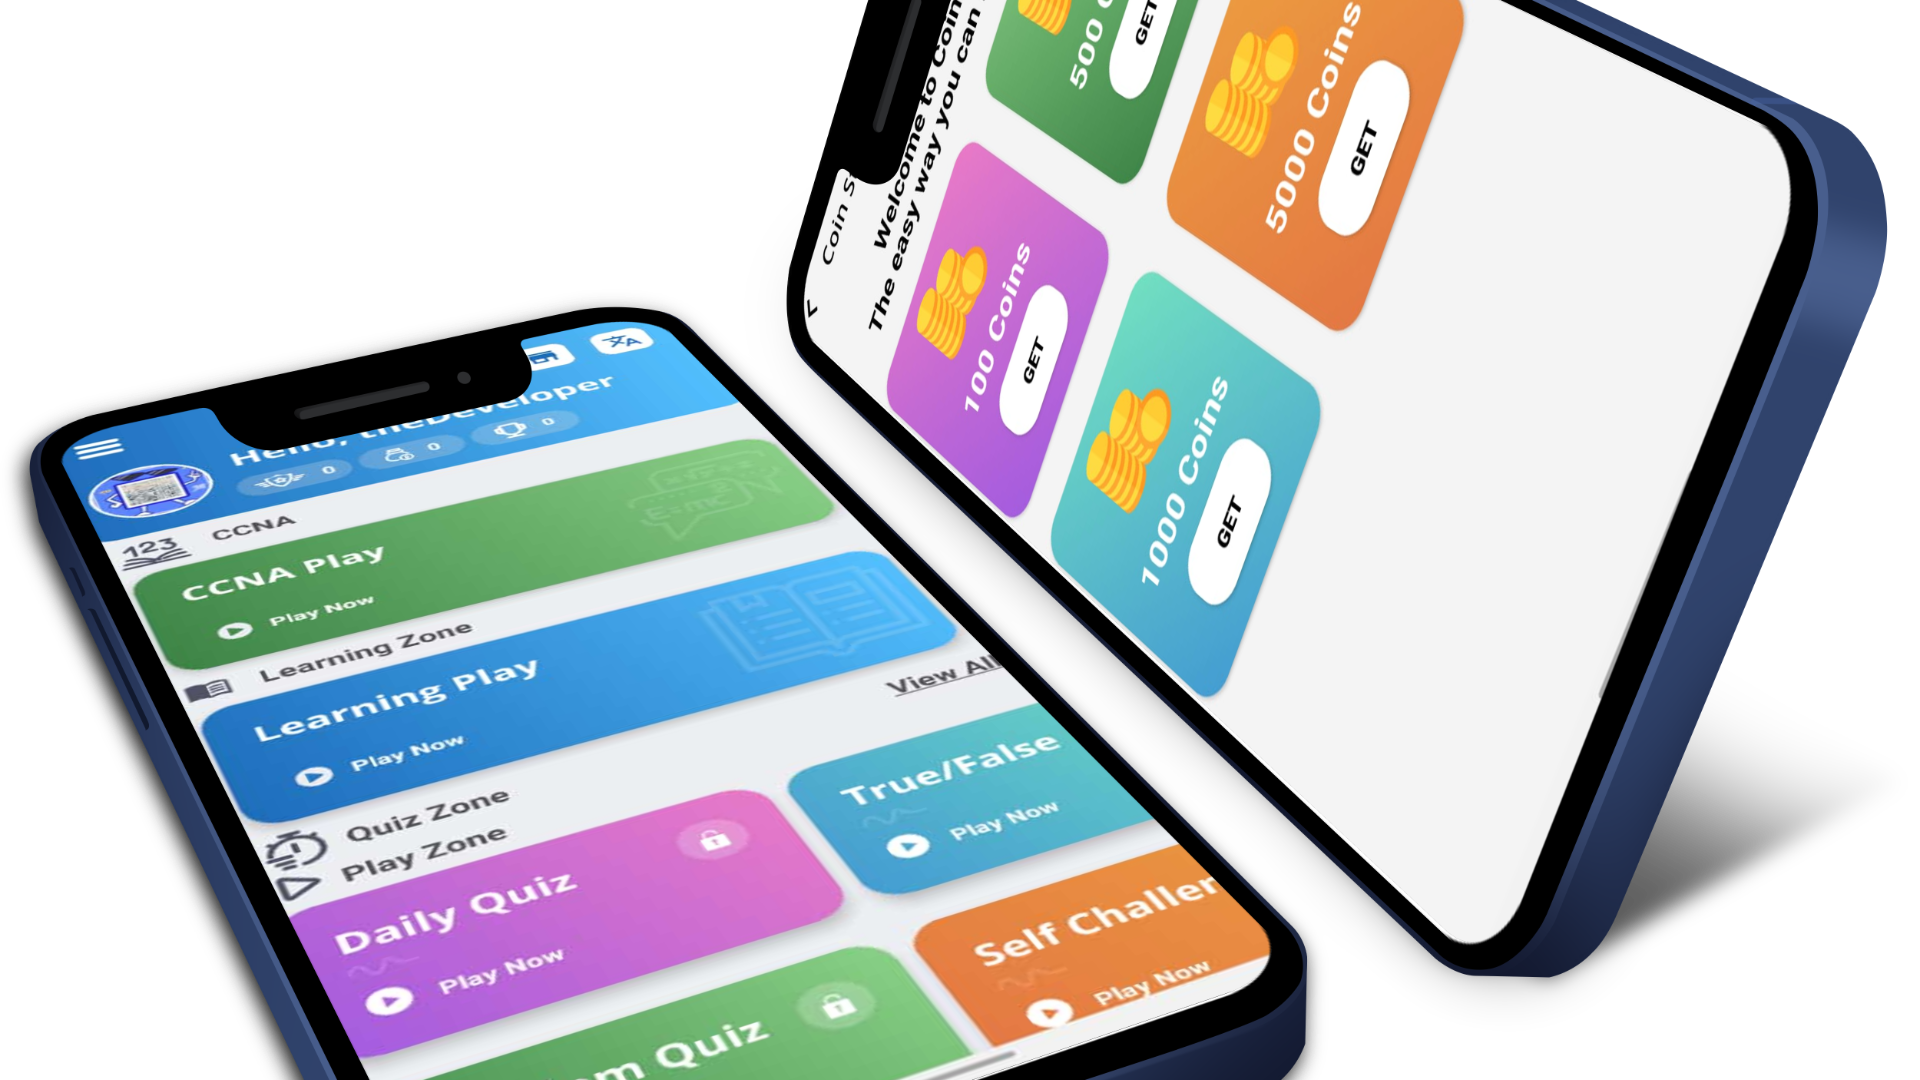 Hello, theDeveloper
0
0
0
CCNA
CCNA Play
Play Now
E=mc
Learning Zone
Learning Play
Play Now
View All
Quiz Zone
Play Zone
Daily Quiz
Play Now
True/False
Play Now
Quiz
Self Challen
Play Now
Coin S
Welcome to Coin
The easy way you can
100 Coins
GET
500
GET
1000 Coins
GET
5000 Coins
GET